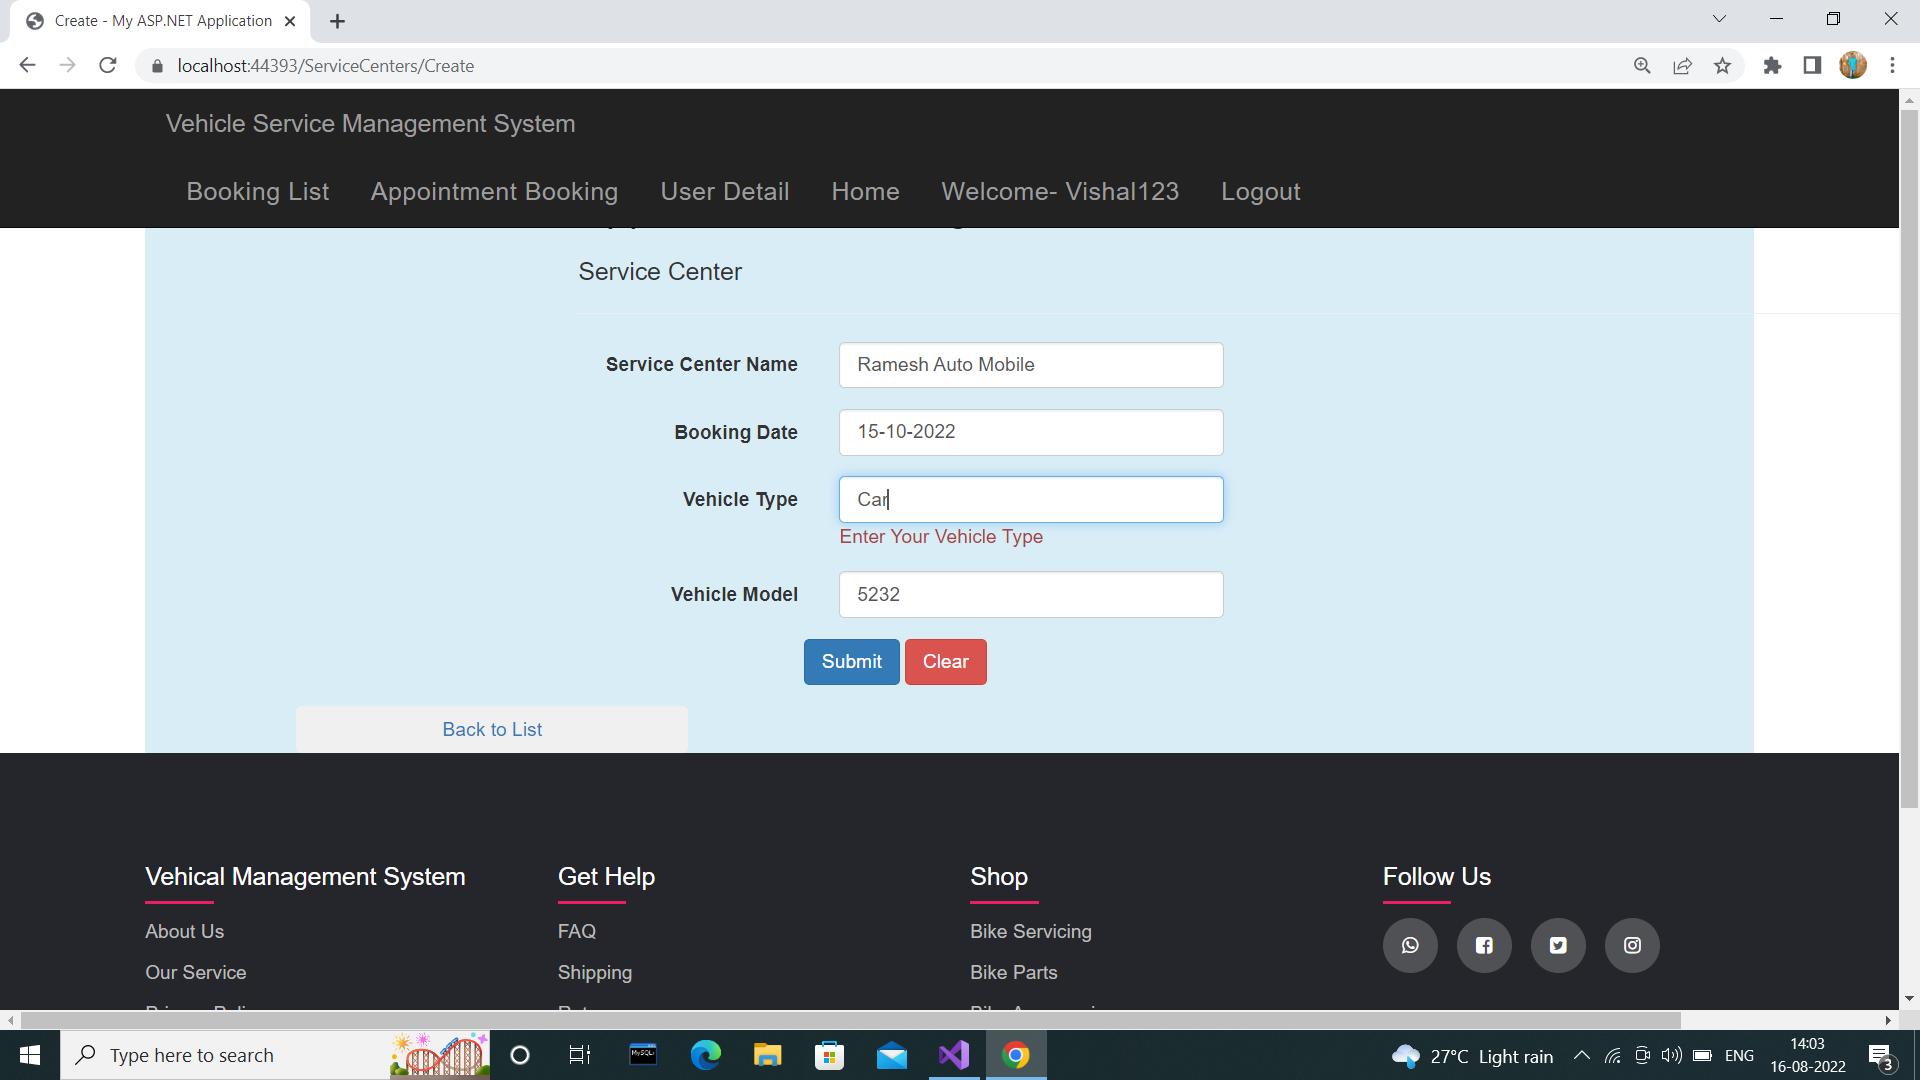 Create - My ASP.NET Application
localhost:44393/ServiceCenters/Create
Vehicle Service Management System
Booking List Appointment Booking User Detail Home Welcome- Vishal123 Logout
Service Center
Service Center Name Ramesh Auto Mobile
Booking Date 15-10-2022
Vehicle Type Car
Enter Your Vehicle Type
Vehicle Model 5232
Submit Clear
Back to List
Vehical Management System Get Help Shop Follow Us
About Us FAQ Bike Servicing
Our Service Shipping Bike Parts
Type here to search
27°C Light rain
ENG
14:03
16-08-2022
3